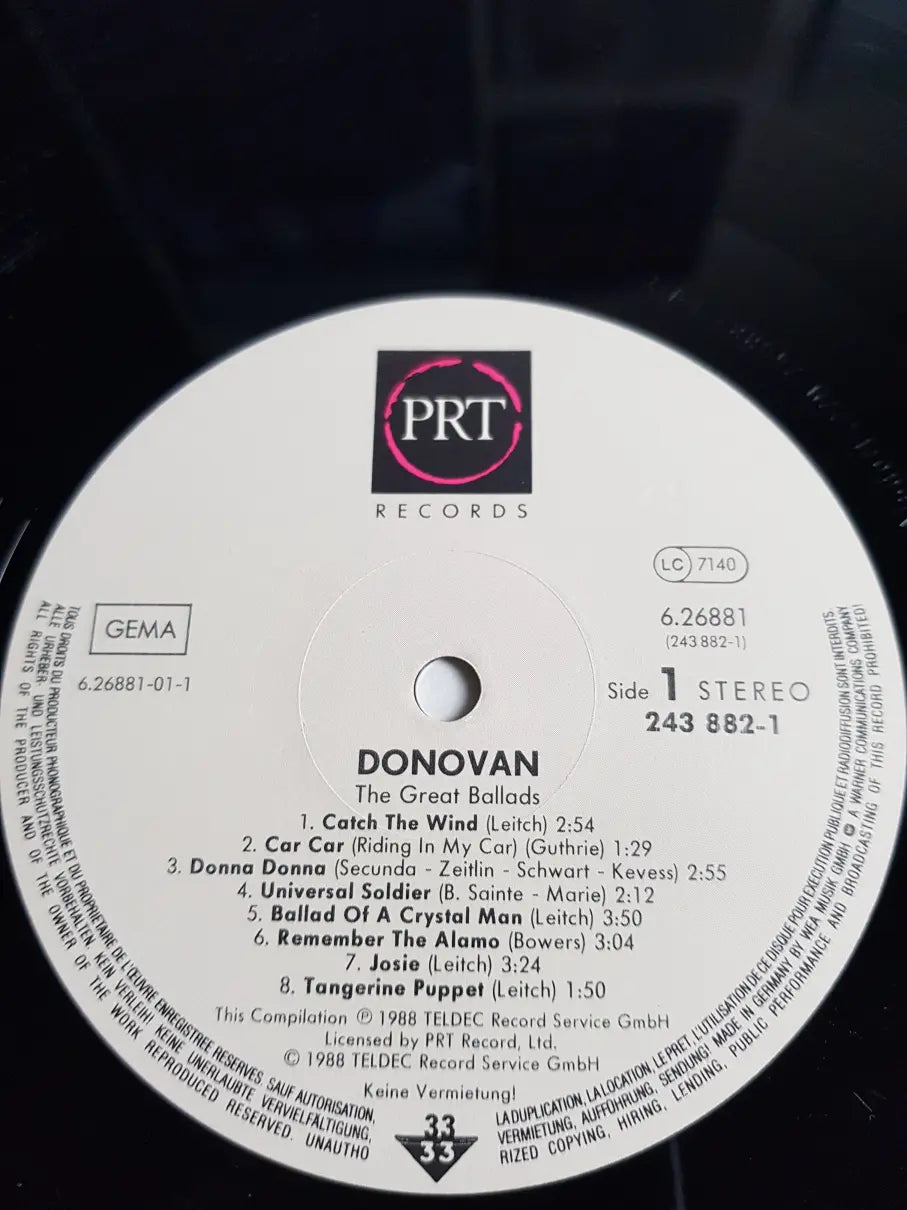 PRT
RECORDS
LC 7140
GEMA
6.26881
(243 882-1)
6.26881-01-1
Side 1 STEREO
243 882-1
DONOVAN
The Great Ballads
1. Catch The Wind (Leitch) 2:54
2. Car Car (Riding In My Car) (Guthrie) 1:29
3. Donna Donna (Secunda - Zeitlin - Schwart - Kevess) 2:55
4. Universal Soldier (B. Sainte - Marie) 2:12
5. Ballad Of A Crystal Man (Leitch) 3:50
6. Remember The Alamo (Bowers) 3:04
7. Josie (Leitch) 3:24
8. Tangerine Puppet (Leitch) 1:50
This Compilation ℗ 1988 TELDEC Record Service GmbH
Licensed by PRT Record, Ltd.
© 1988 TELDEC Record Service GmbH
Keine Vermietung!
33
33
TOUS DROITS DU PRODUCTEUR PHONOGRAPHIQUE ET DU PROPRIETAIRE DE L'ŒUVRE ENREGISTREE RESERVES. SAUF AUTORISATION,
ALLE URHEBER- UND LEISTUNGSSCHUTZRECHTE VORBEHALTEN. KEIN VERLEIH! KEINE UNERLAUBTE VERVIELFÄLTIGUNG,
ALL RIGHTS OF THE PRODUCER AND OF THE OWNER OF THE WORK REPRODUCED RESERVED. UNAUTHO
LA DUPLICATION, LA LOCATION, LE PRET, L'UTILISATION DE CE DISQUE POUR EXECUTION PUBLIQUE ET RADIODIFFUSION SONT INTERDITS.
VERMIETUNG, AUFFÜHRUNG, SENDUNG! MADE IN GERMANY BY WEA MUSIK GMBH A WARNER COMMUNICATIONS COMPANY
RIZED COPYING, HIRING, LENDING, PUBLIC PERFORMANCE AND BROADCASTING OF THIS RECORD PROHIBITED!